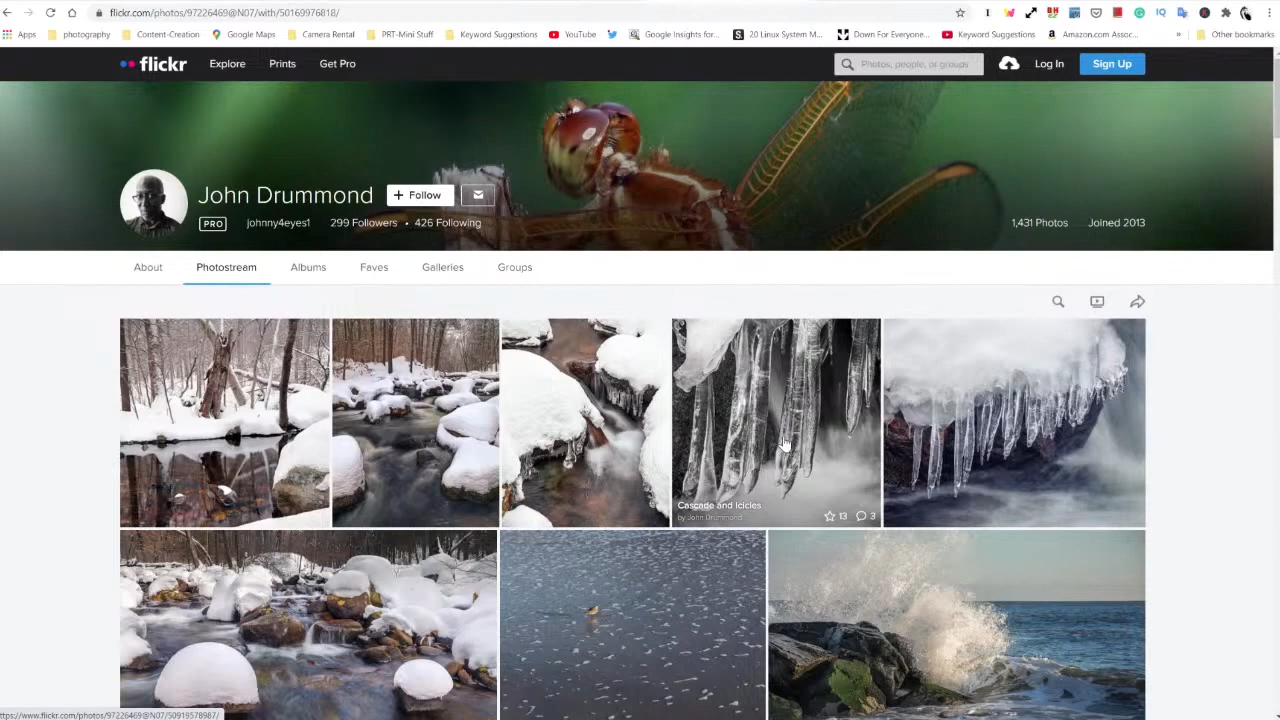 flickr.com/photos/97226469@N07/with/50169976818/
Apps photography Content-Creation Google Maps Camera Rental PRT-Mini Stuff Keyword Suggestions YouTube Google Insights for... 20 Linux System M... Down For Everyone... Keyword Suggestions Amazon.com Assoc... » Other bookmarks
flickr Explore Prints Get Pro Photos, people, or groups Log In Sign Up
John Drummond + Follow
PRO johnny4eyes1 299 Followers • 426 Following 1,431 Photos Joined 2013
About Photostream Albums Faves Galleries Groups
Cascade and Icicles
by John Drummond 13 3
ttps://www.flickr.com/photos/97226469@N07/50919578987/